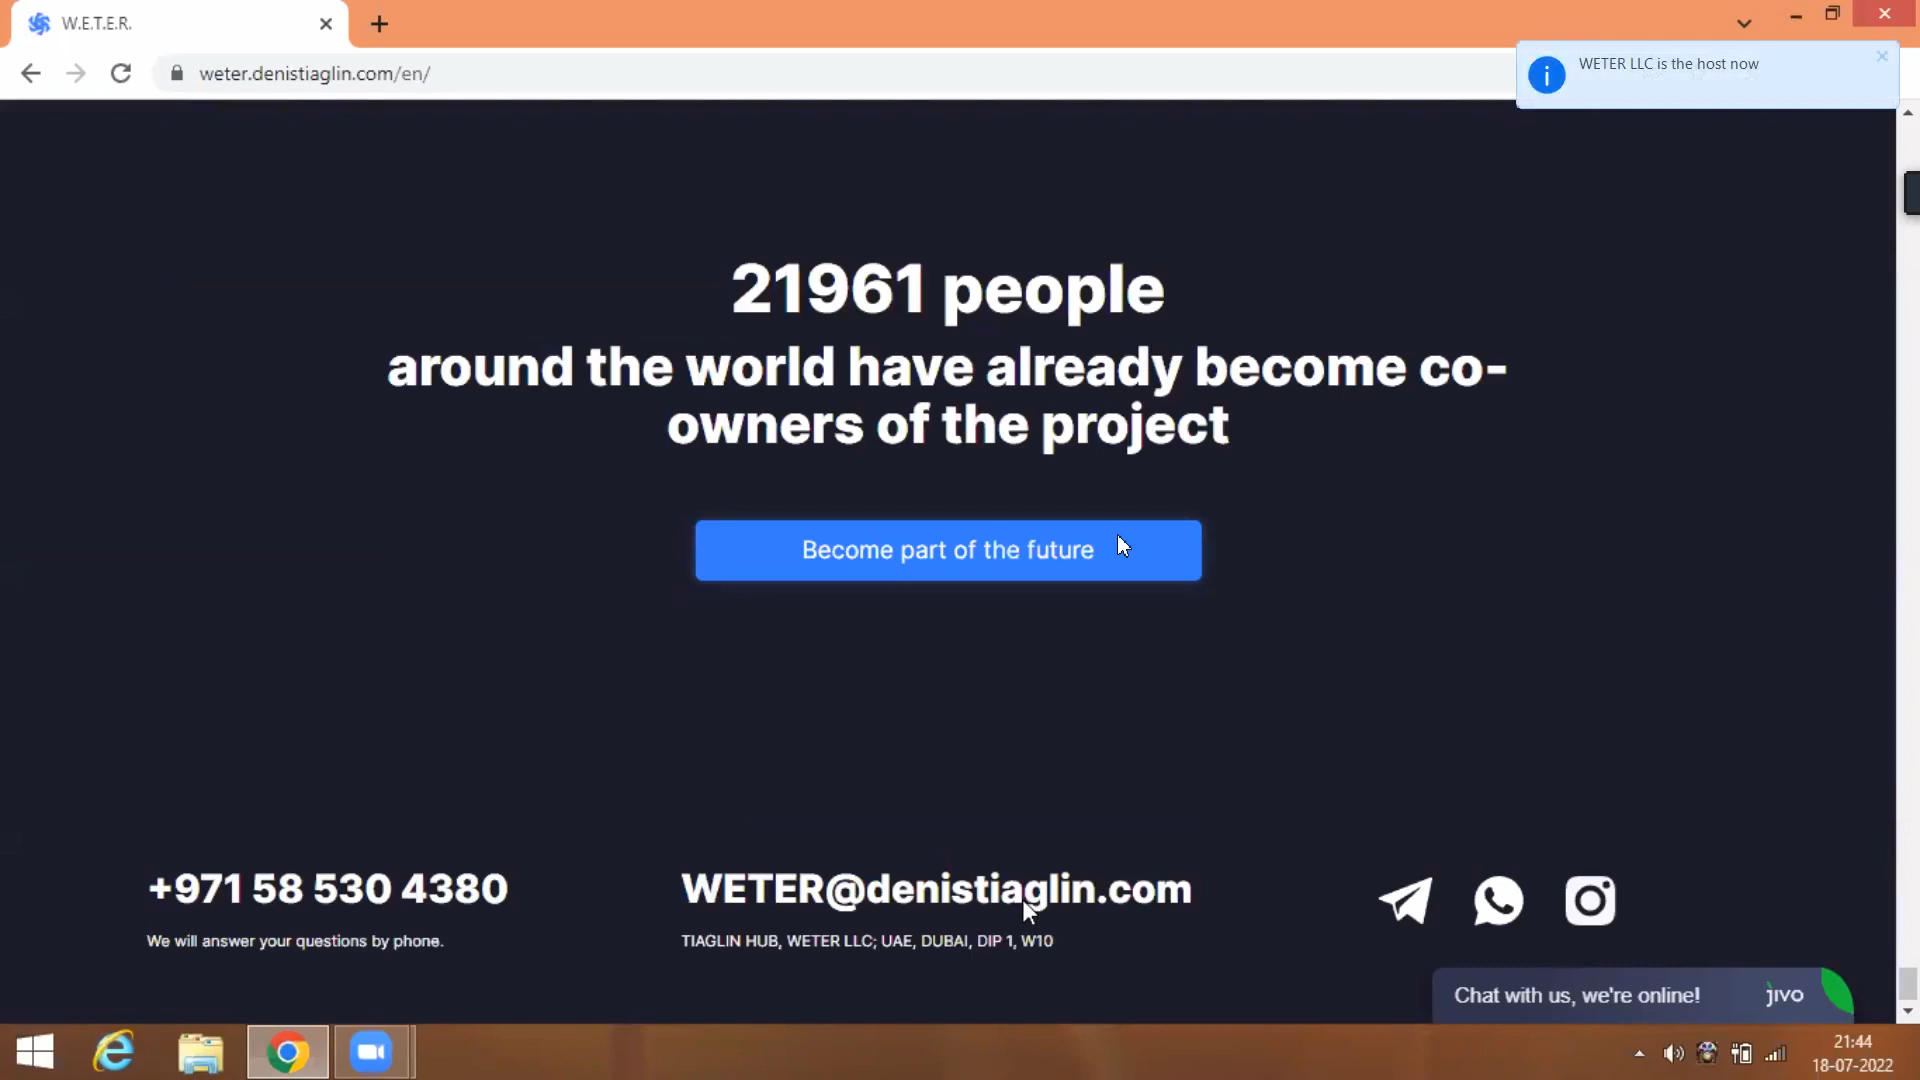 W.E.T.E.R.
weter.denistiaglin.com/en/
WETER LLC is the host now
21961 people
around the world have already become co-
owners of the project
Become part of the future
+971 58 530 4380
We will answer your questions by phone.
WETER@denistiaglin.com
TIAGLIN HUB, WETER LLC; UAE, DUBAI, DIP 1, W10
Chat with us, we're online!
jivo
21:44
18-07-2022